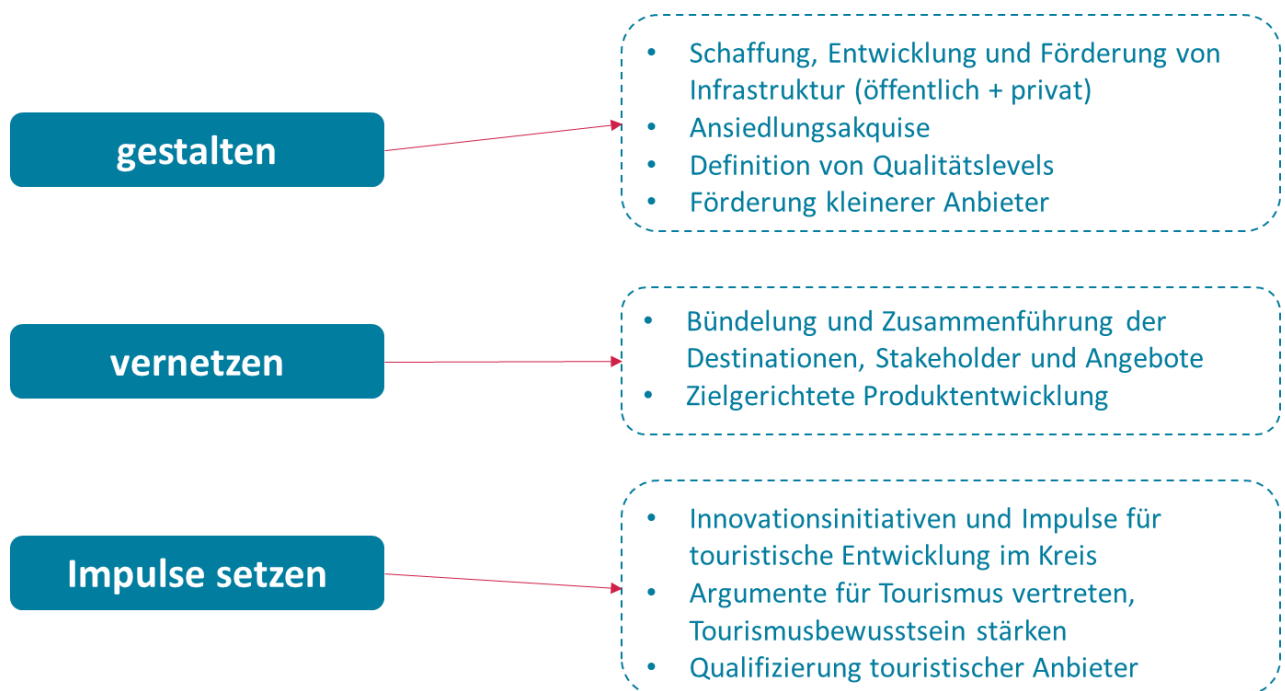 gestalten
• Schaffung, Entwicklung und Förderung von
Infrastruktur (öffentlich + privat)
• Ansiedlungsakquise
• Definition von Qualitätslevels
• Förderung kleinerer Anbieter
vernetzen
• Bündelung und Zusammenführung der
Destinationen, Stakeholder und Angebote
• Zielgerichtete Produktentwicklung
Impulse setzen
• Innovationsinitiativen und Impulse für
touristische Entwicklung im Kreis
• Argumente für Tourismus vertreten,
Tourismusbewusstsein stärken
• Qualifizierung touristischer Anbieter